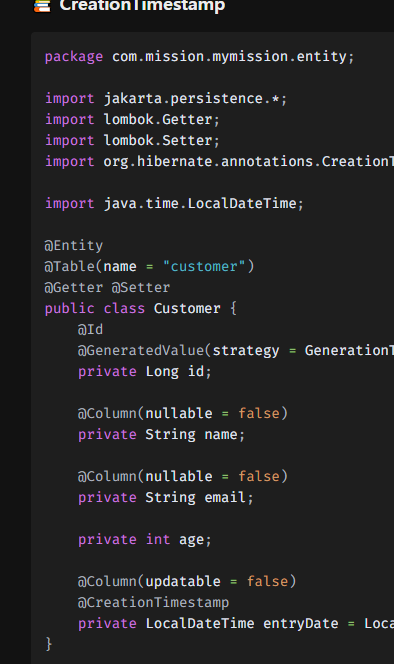 CreationTimestamp
package com.mission.mymission.entity;
import jakarta.persistence.*;
import lombok.Getter;
import lombok.Setter;
import org.hibernate.annotations.CreationT
import java.time.LocalDateTime;
@Entity
@Table(name = "customer")
@Getter @Setter
public class Customer {
    @Id
    @GeneratedValue(strategy = GenerationT
    private Long id;
    @Column(nullable = false)
    private String name;
    @Column(nullable = false)
    private String email;
    private int age;
    @Column(updatable = false)
    @CreationTimestamp
    private LocalDateTime entryDate = Loca
}